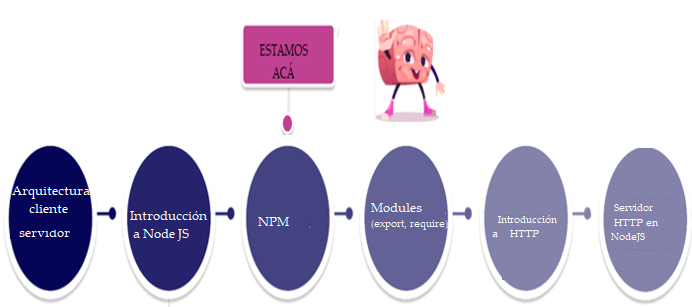 ESTAMOS
ACÁ
Arquitectura
cliente
servidor
Introducción
a Node JS
NPM
Modules
(export, require)
Introducción
a HTTP
Servidor
HTTP en
NodeJS